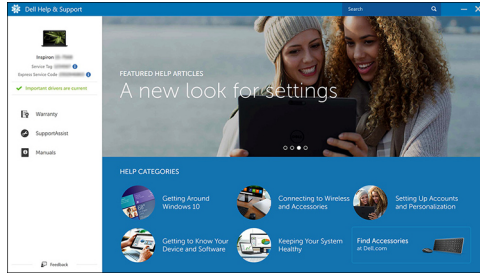 Dell Help & Support
Search
Inspiron
Service Tag
Express Service Code
Important drivers are current
Warranty
SupportAssist
Manuals
Feedback
FEATURED HELP ARTICLES
A new look for settings
HELP CATEGORIES
Getting Around
Windows 10
Connecting to Wireless
and Accessories
Setting Up Accounts
and Personalization
Getting to Know Your
Device and Software
Keeping Your System
Healthy
Find Accessories
at Dell.com